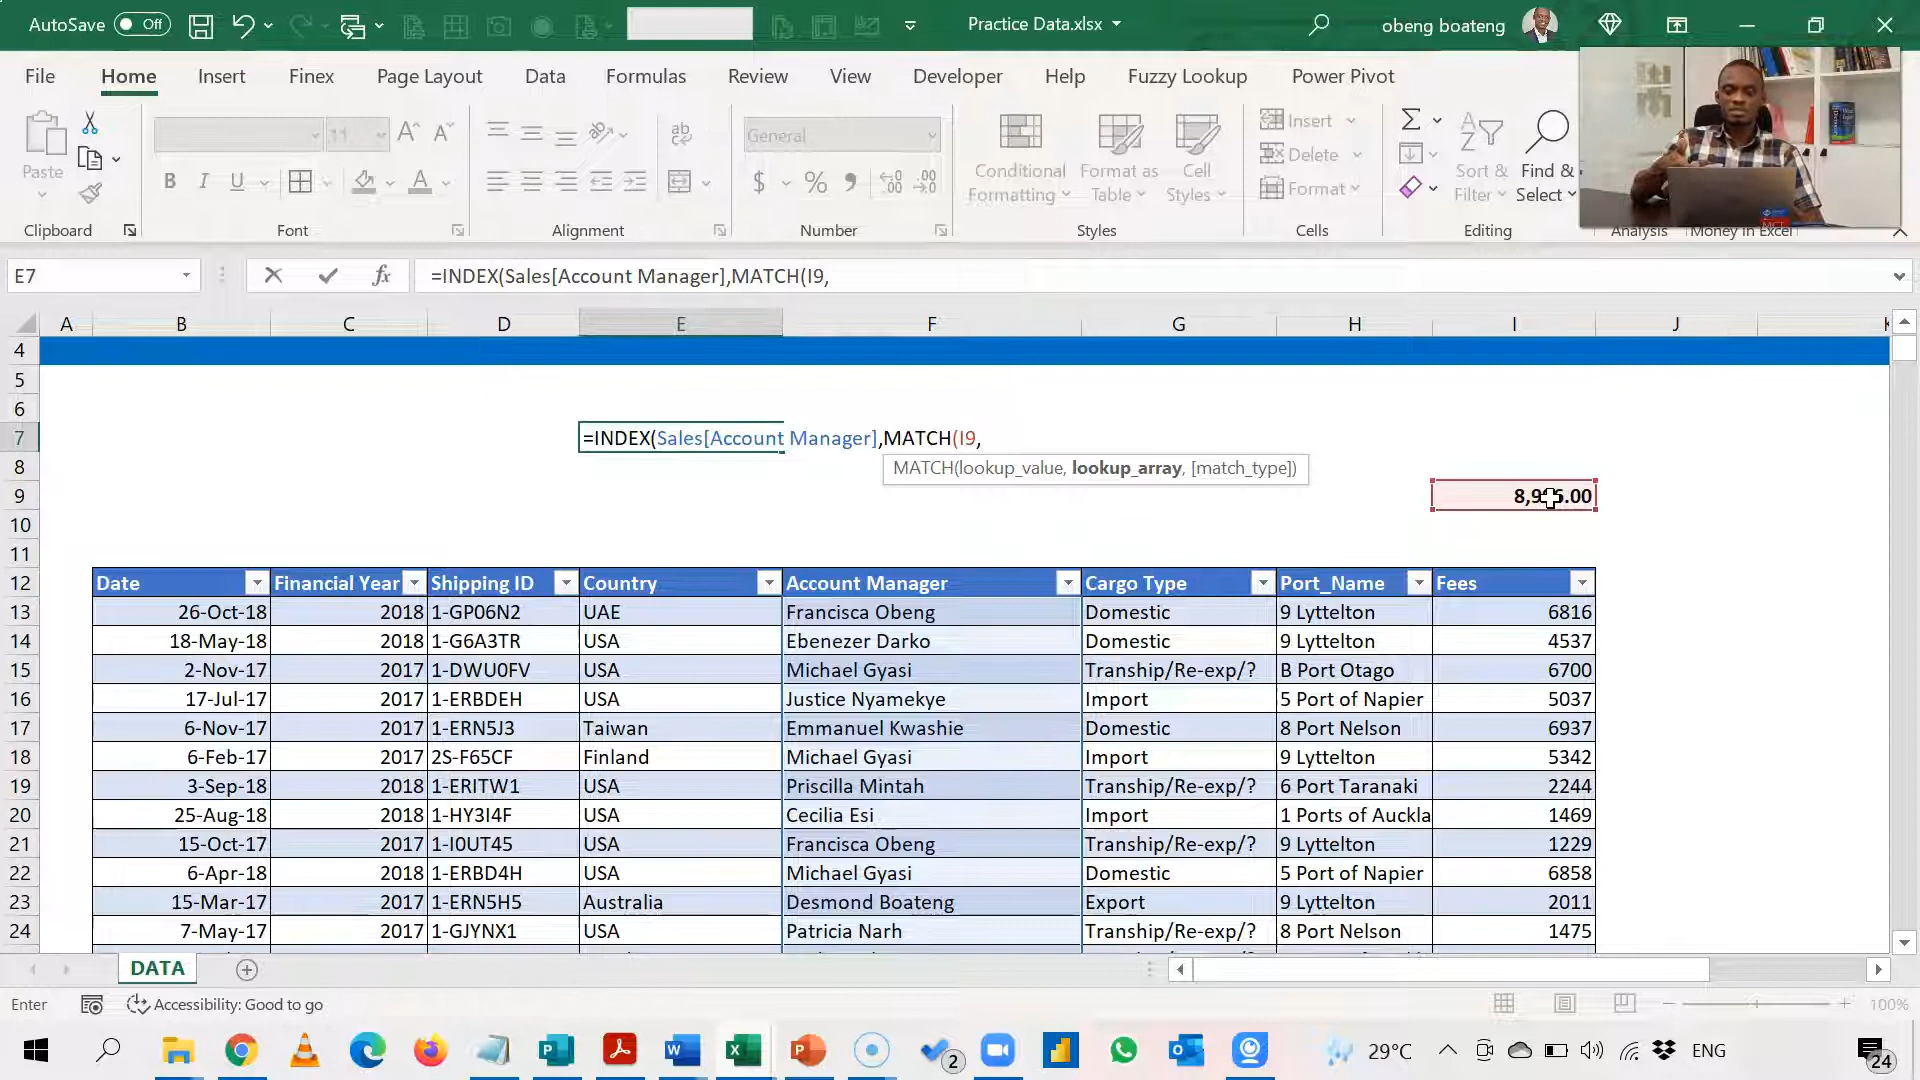 AutoSave Off Practice Data.xlsx obeng boateng
File Home Insert Finex Page Layout Data Formulas Review View Developer Help Fuzzy Lookup Power Pivot
Paste
Clipboard
11
B I U
Font
ab
Alignment
General
$ % 9
Number
Conditional Formatting
Format as Table
Cell Styles
Styles
Insert
Delete
Format
Cells
Sort & Filter
Find & Select
Editing
Analysis
Money in Excel
E7 fx =INDEX(Sales[Account Manager],MATCH(I9,
A B C D E F G H I J
4
5
6
7 =INDEX(Sales[Account Manager],MATCH(I9,
8 MATCH(lookup_value, lookup_array, [match_type])
9
10
11
12 Date Financial Year Shipping ID Country Account Manager Cargo Type Port_Name Fees
13 26-Oct-18 2018 1-GP06N2 UAE Francisca Obeng Domestic 9 Lyttelton 6816
14 18-May-18 2018 1-G6A3TR USA Ebenezer Darko Domestic 9 Lyttelton 4537
15 2-Nov-17 2017 1-DWU0FV USA Michael Gyasi Tranship/Re-exp/? B Port Otago 6700
16 17-Jul-17 2017 1-ERBDEH USA Justice Nyamekye Import 5 Port of Napier 5037
17 6-Nov-17 2017 1-ERN5J3 Taiwan Emmanuel Kwashie Domestic 8 Port Nelson 6937
18 6-Feb-17 2017 2S-F65CF Finland Michael Gyasi Import 9 Lyttelton 5342
19 3-Sep-18 2018 1-ERITW1 USA Priscilla Mintah Tranship/Re-exp/? 6 Port Taranaki 2244
20 25-Aug-18 2018 1-HY3I4F USA Cecilia Esi Import 1 Ports of Auckla 1469
21 15-Oct-17 2017 1-I0UT45 USA Francisca Obeng Tranship/Re-exp/? 9 Lyttelton 1229
22 6-Apr-18 2018 1-ERBD4H USA Michael Gyasi Domestic 5 Port of Napier 6858
23 15-Mar-17 2017 1-ERN5H5 Australia Desmond Boateng Export 9 Lyttelton 2011
24 7-May-17 2017 1-GJYNX1 USA Patricia Narh Tranship/Re-exp/? 8 Port Nelson 1475
DATA
Enter Accessibility: Good to go 100%
2 29°C ENG 24